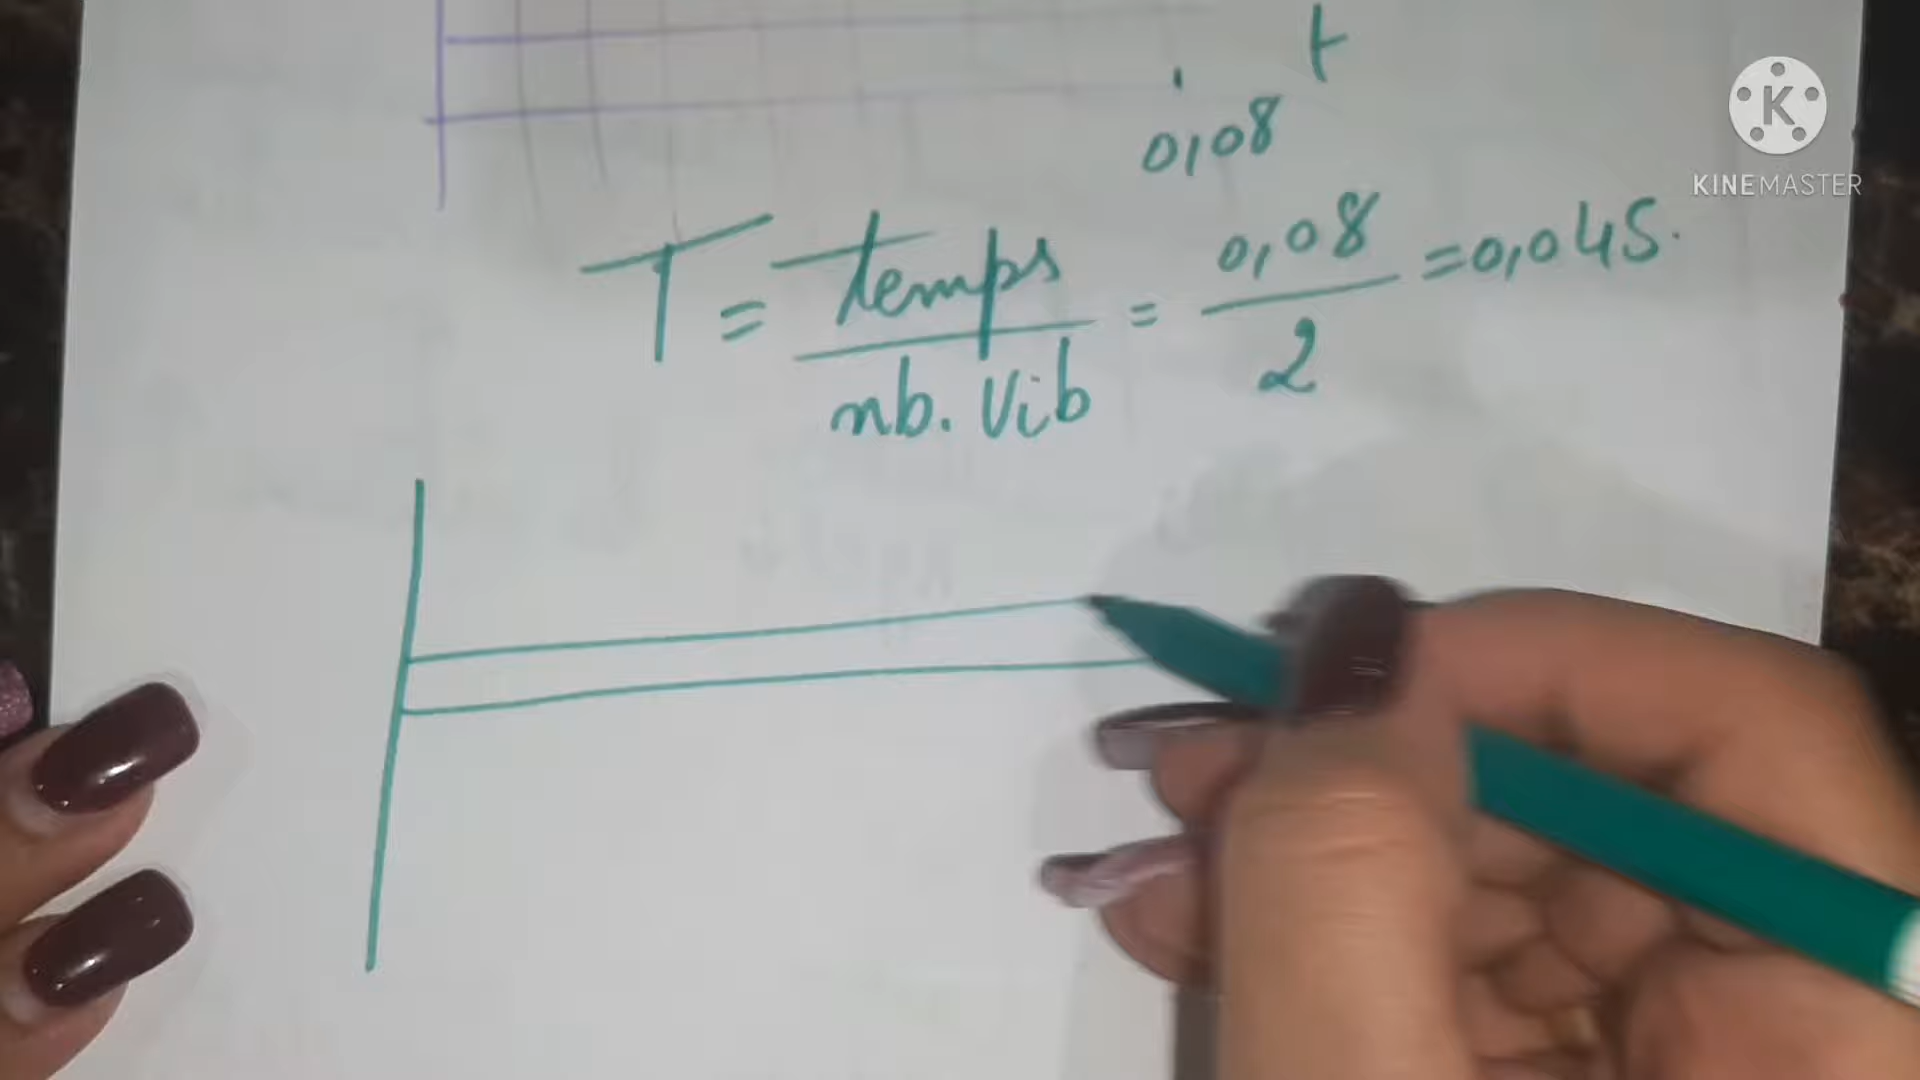 t
0,08
K
KINEMASTER
T = temps / nb. Vib = 0,08 / 2 = 0,04S.